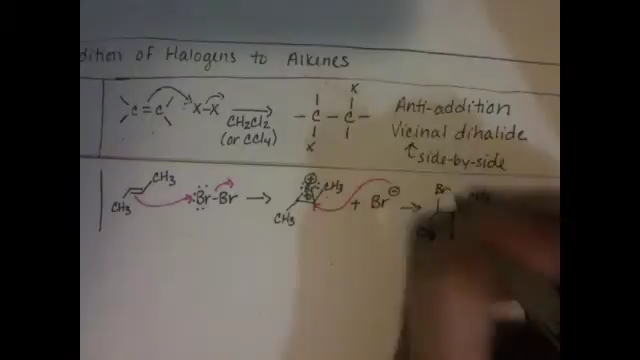 dition of Halogens to Alkenes
C=C :X-X → -C-C- X X
CH2Cl2
(or CCl4)
Anti-addition
Vicinal dihalide
↑side-by-side
CH3 CH3 Br-Br → CH3 + Br⊖ → Br